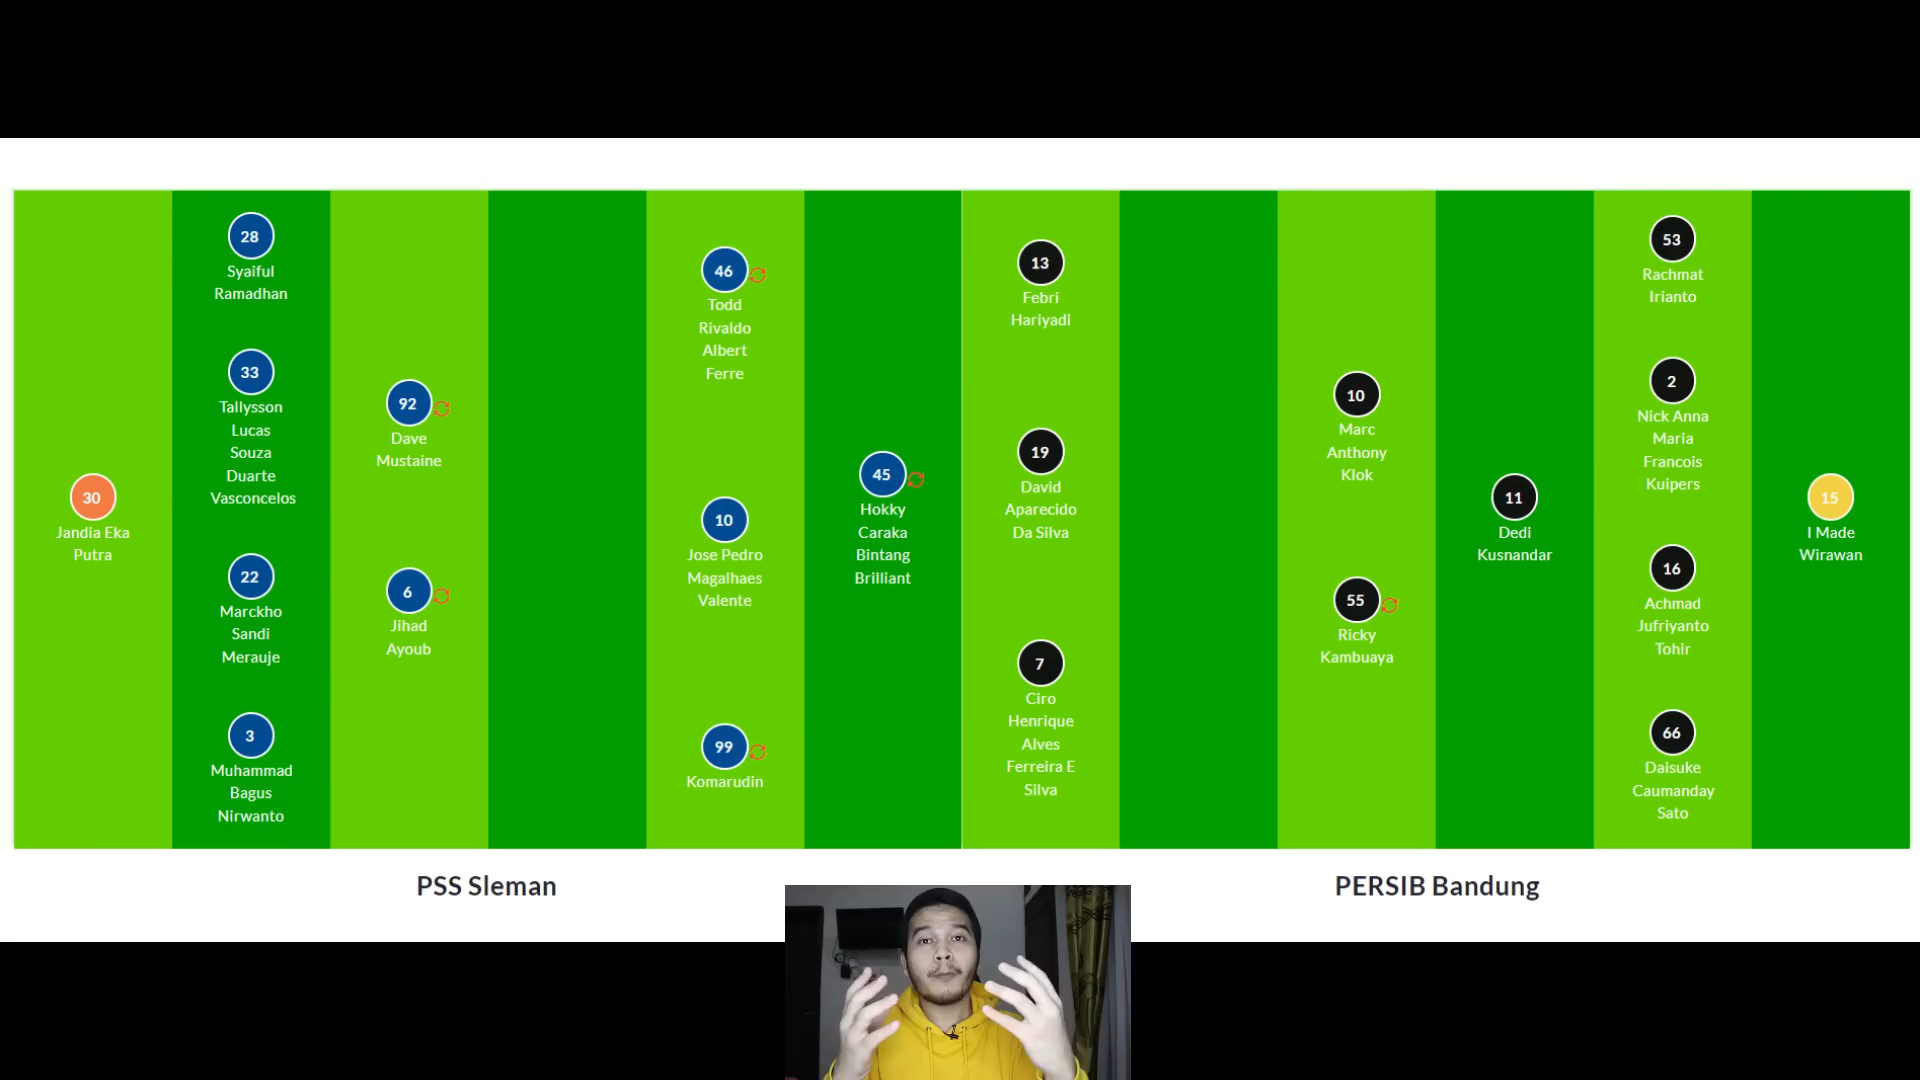 30
Jandia Eka
Putra
28
Syaiful
Ramadhan
33
Tallysson
Lucas
Souza
Duarte
Vasconcelos
22
Marckho
Sandi
Merauje
3
Muhammad
Bagus
Nirwanto
92
Dave
Mustaine
6
Jihad
Ayoub
46
Todd
Rivaldo
Albert
Ferre
10
Jose Pedro
Magalhaes
Valente
99
Komarudin
45
Hokky
Caraka
Bintang
Brilliant
13
Febri
Hariyadi
19
David
Aparecido
Da Silva
7
Ciro
Henrique
Alves
Ferreira E
Silva
10
Marc
Anthony
Klok
55
Ricky
Kambuaya
11
Dedi
Kusnandar
53
Rachmat
Irianto
2
Nick Anna
Maria
Francois
Kuipers
16
Achmad
Jufriyanto
Tohir
66
Daisuke
Caumanday
Sato
15
I Made
Wirawan
PSS Sleman
PERSIB Bandung